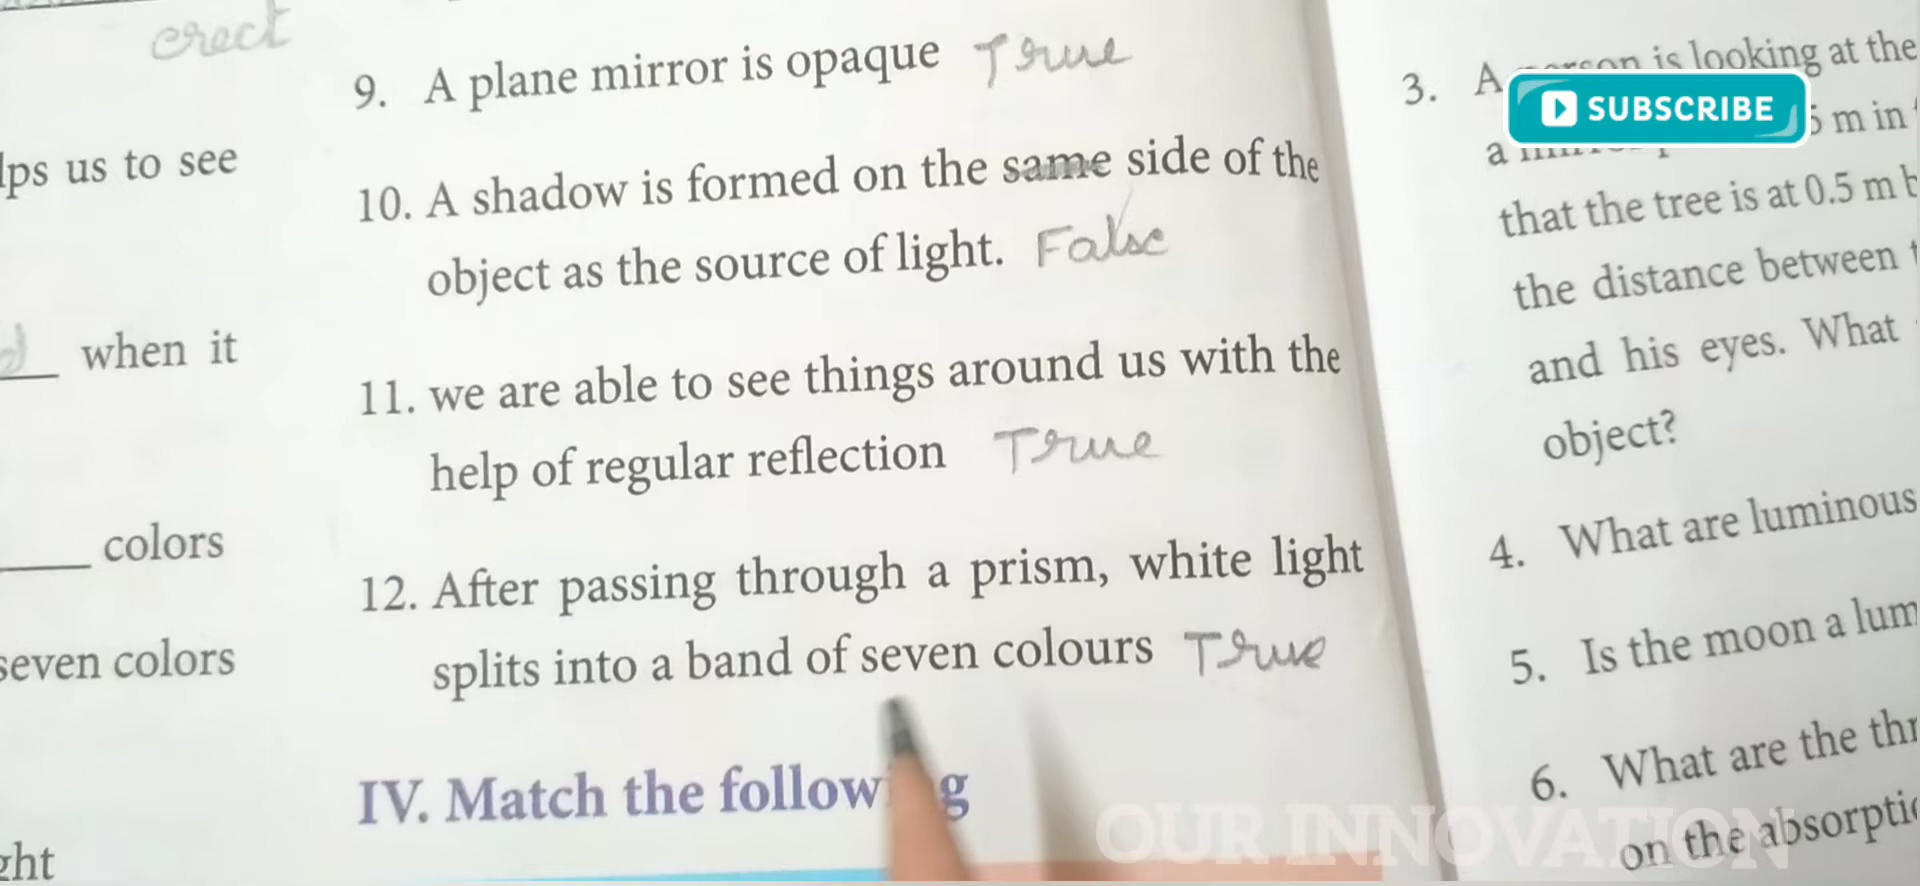 erect
lps us to see
when it
colors
seven colors
ght
9. A plane mirror is opaque True
10. A shadow is formed on the same side of the
object as the source of light. False
11. we are able to see things around us with the
help of regular reflection True
12. After passing through a prism, white light
splits into a band of seven colours True
IV. Match the following
3. A person is looking at the
5 m in
a mirror
that the tree is at 0.5 m b
the distance between t
and his eyes. What
object?
4. What are luminous
5. Is the moon a lum
6. What are the thr
on the absorptio
SUBSCRIBE
OUR INNOVATION